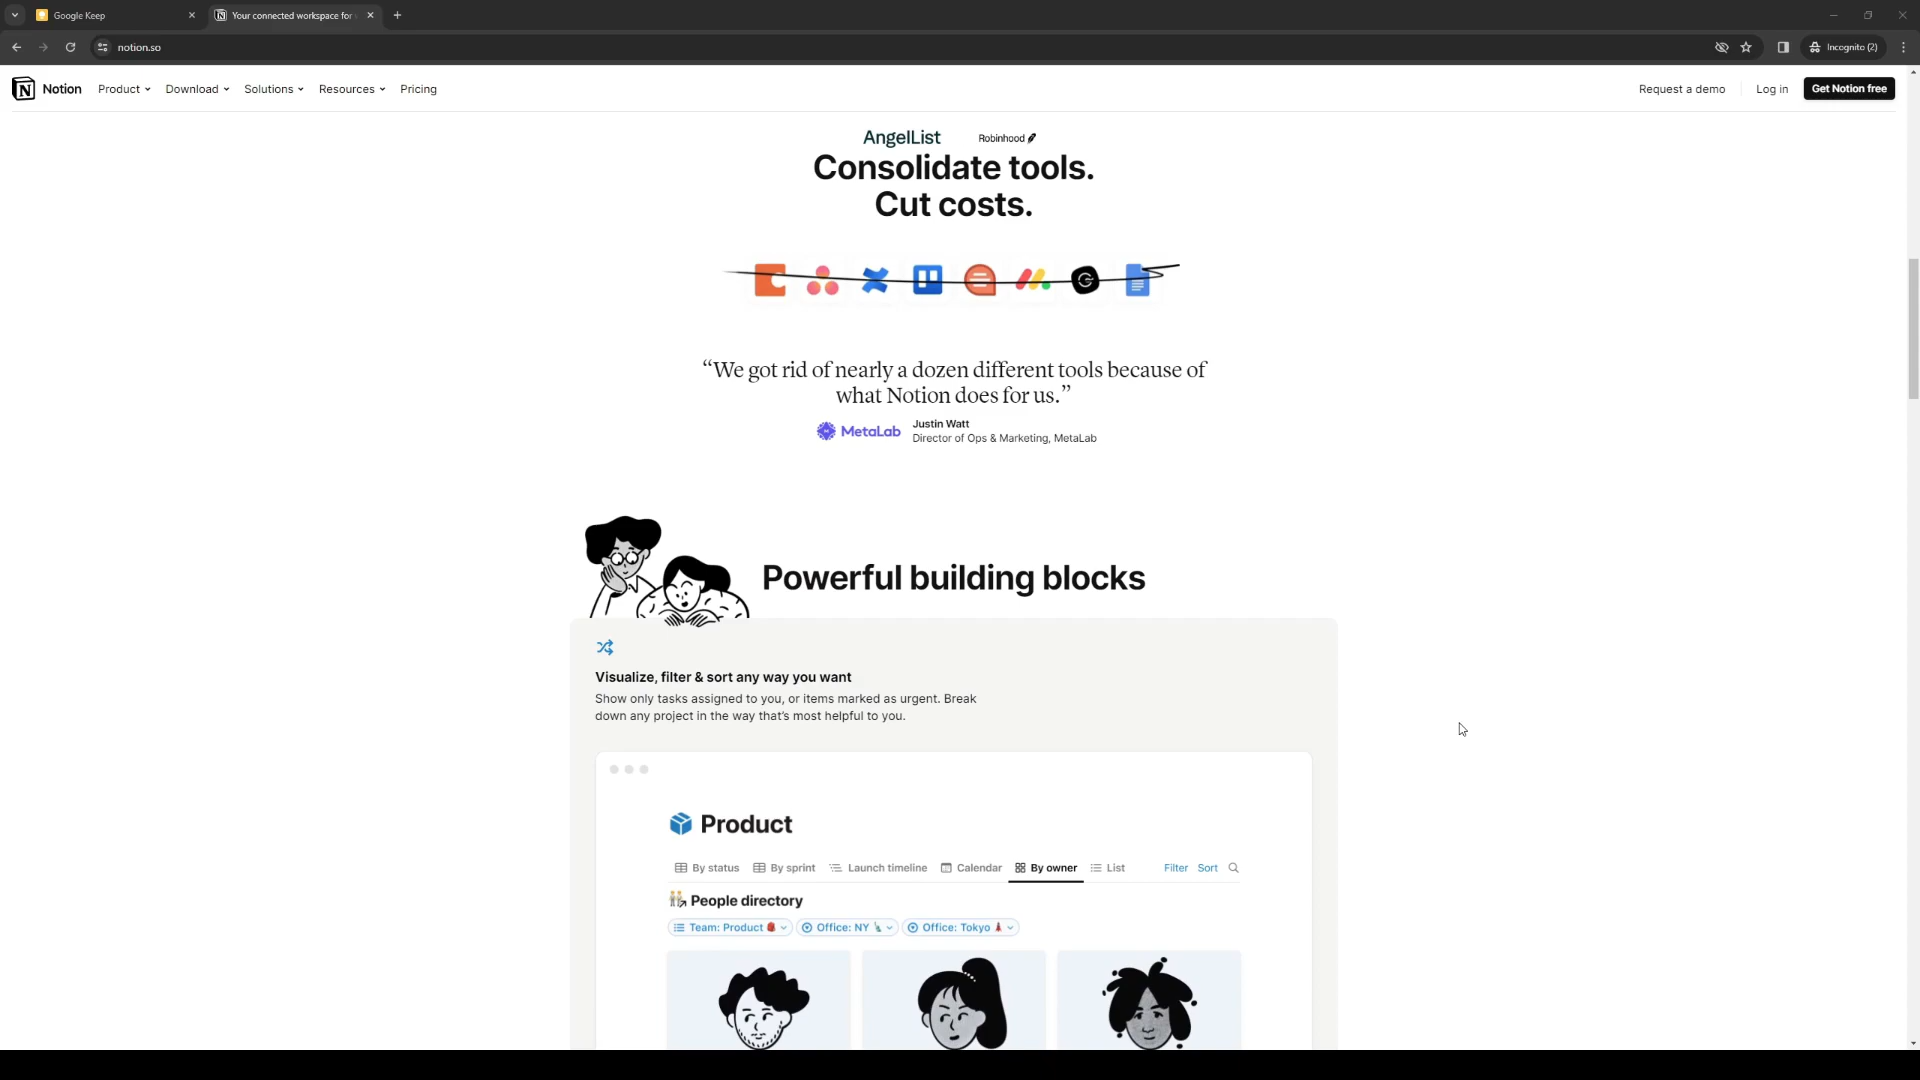 Google Keep
Your connected workspace for
notion.so
Incognito (2)
Notion
Product
Download
Solutions
Resources
Pricing
Request a demo
Log in
Get Notion free
AngelList
Robinhood
Consolidate tools.
Cut costs.
“We got rid of nearly a dozen different tools because of
what Notion does for us.”
MetaLab
Justin Watt
Director of Ops & Marketing, MetaLab
Powerful building blocks
Visualize, filter & sort any way you want
Show only tasks assigned to you, or items marked as urgent. Break
down any project in the way that’s most helpful to you.
Product
By status
By sprint
Launch timeline
Calendar
By owner
List
Filter
Sort
People directory
Team: Product
Office: NY
Office: Tokyo